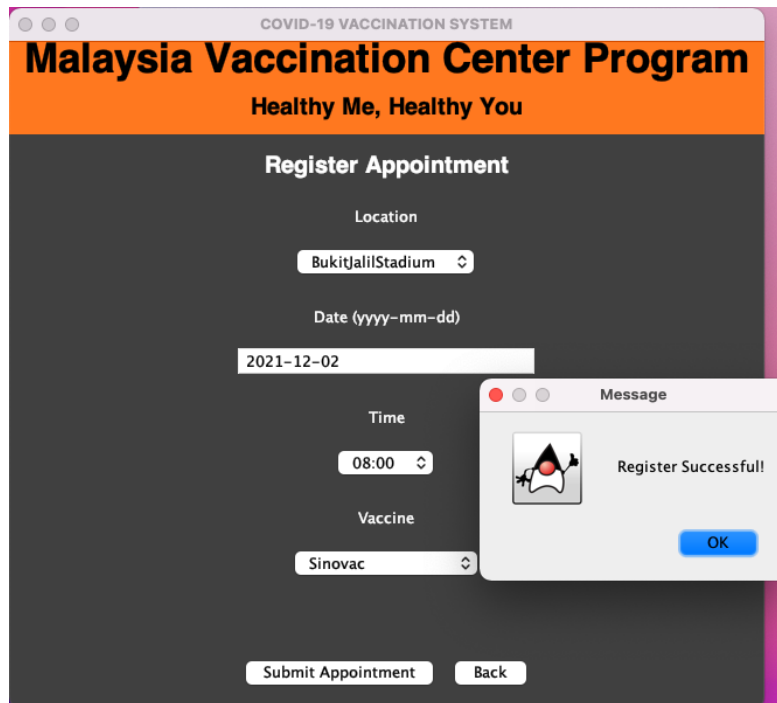 COVID-19 VACCINATION SYSTEM
Malaysia Vaccination Center Program
Healthy Me, Healthy You
Register Appointment
Location
BukitJalilStadium
Date (yyyy-mm-dd)
2021-12-02
Time
Message
08:00
Register Successful!
Vaccine
OK
Sinovac
Submit Appointment Back